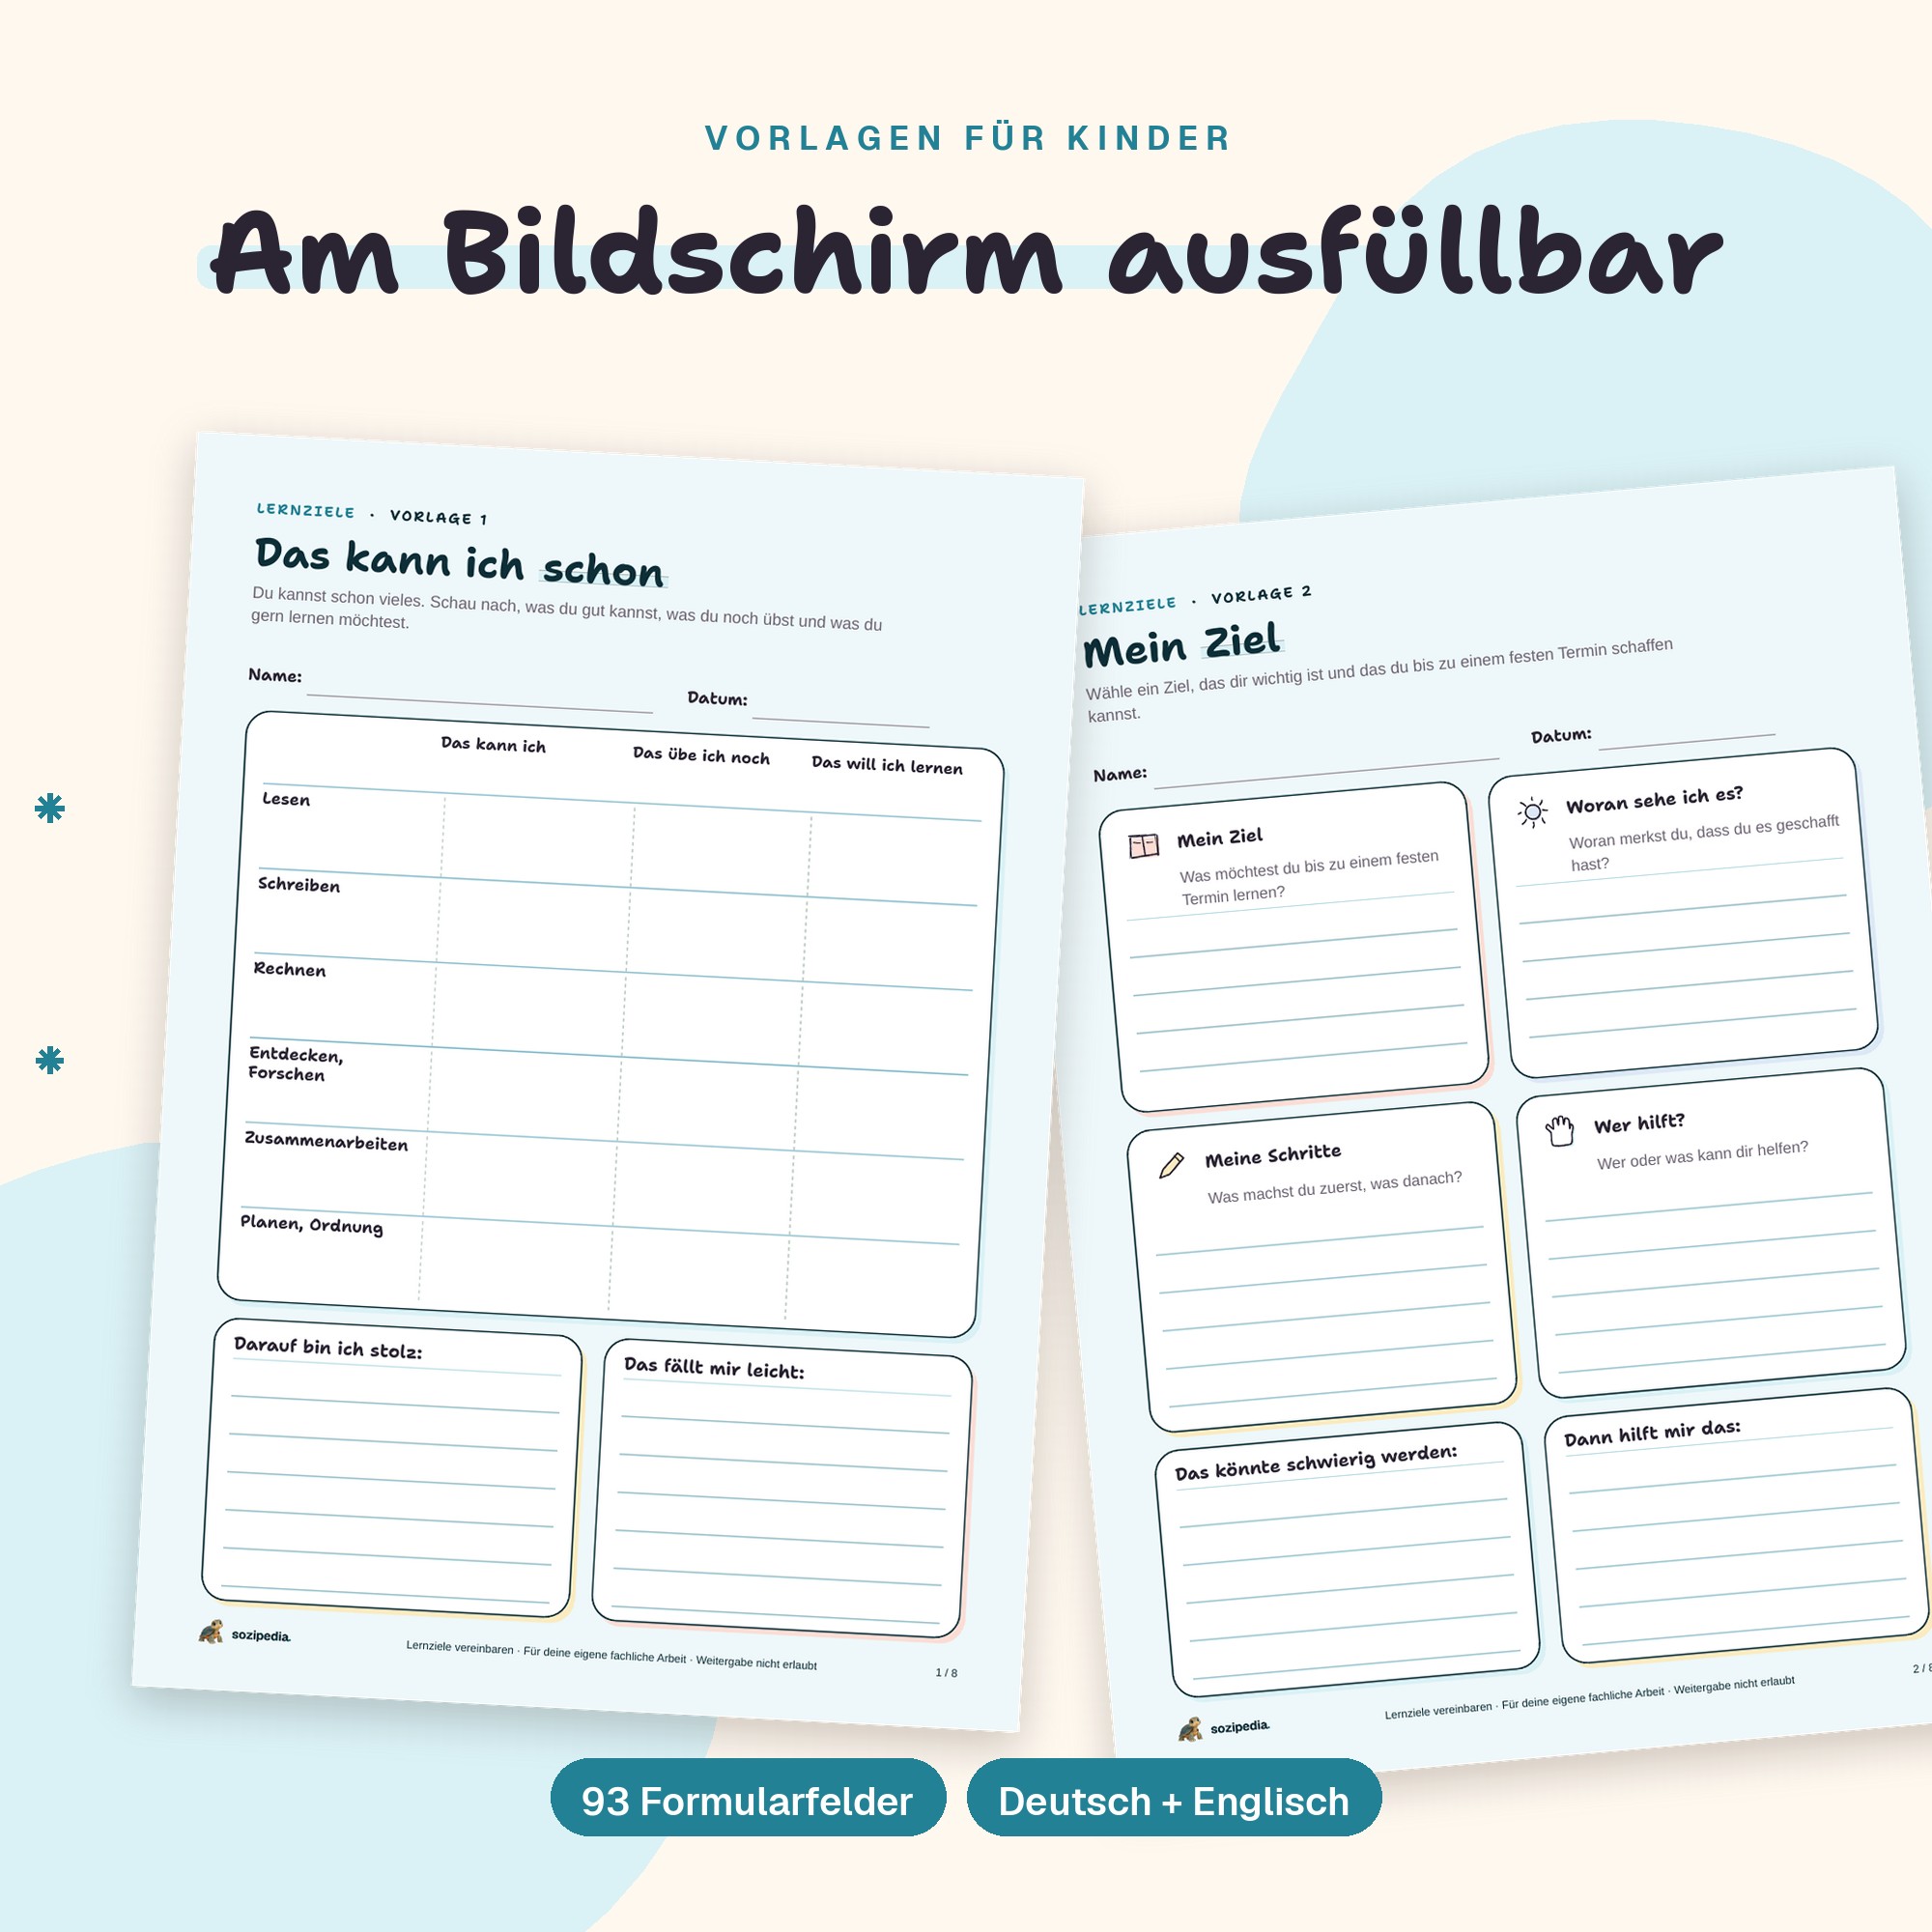 VORLAGEN FÜR KINDER
Am Bildschirm ausfüllbar
LERNZIELE · VORLAGE 1
Das kann ich schon
Du kannst schon vieles. Schau nach, was du gut kannst, was du noch übst und was du
gern lernen möchtest.
Name:
Datum:
Das kann ich
Das übe ich noch
Das will ich lernen
Lesen
Schreiben
Rechnen
Entdecken,
Forschen
Zusammenarbeiten
Planen, Ordnung
Darauf bin ich stolz:
Das fällt mir leicht:
sozipedia.
Lernziele vereinbaren · Für deine eigene fachliche Arbeit · Weitergabe nicht erlaubt
1 / 8
LERNZIELE · VORLAGE 2
Mein Ziel
Wähle ein Ziel, das dir wichtig ist und das du bis zu einem festen Termin schaffen
kannst.
Name:
Datum:
Mein Ziel
Was möchtest du bis zu einem festen
Termin lernen?
Woran sehe ich es?
Woran merkst du, dass du es geschafft
hast?
Meine Schritte
Was machst du zuerst, was danach?
Wer hilft?
Wer oder was kann dir helfen?
Das könnte schwierig werden:
Dann hilft mir das:
sozipedia.
Lernziele vereinbaren · Für deine eigene fachliche Arbeit · Weitergabe nicht erlaubt
2 / 8
93 Formularfelder
Deutsch + Englisch